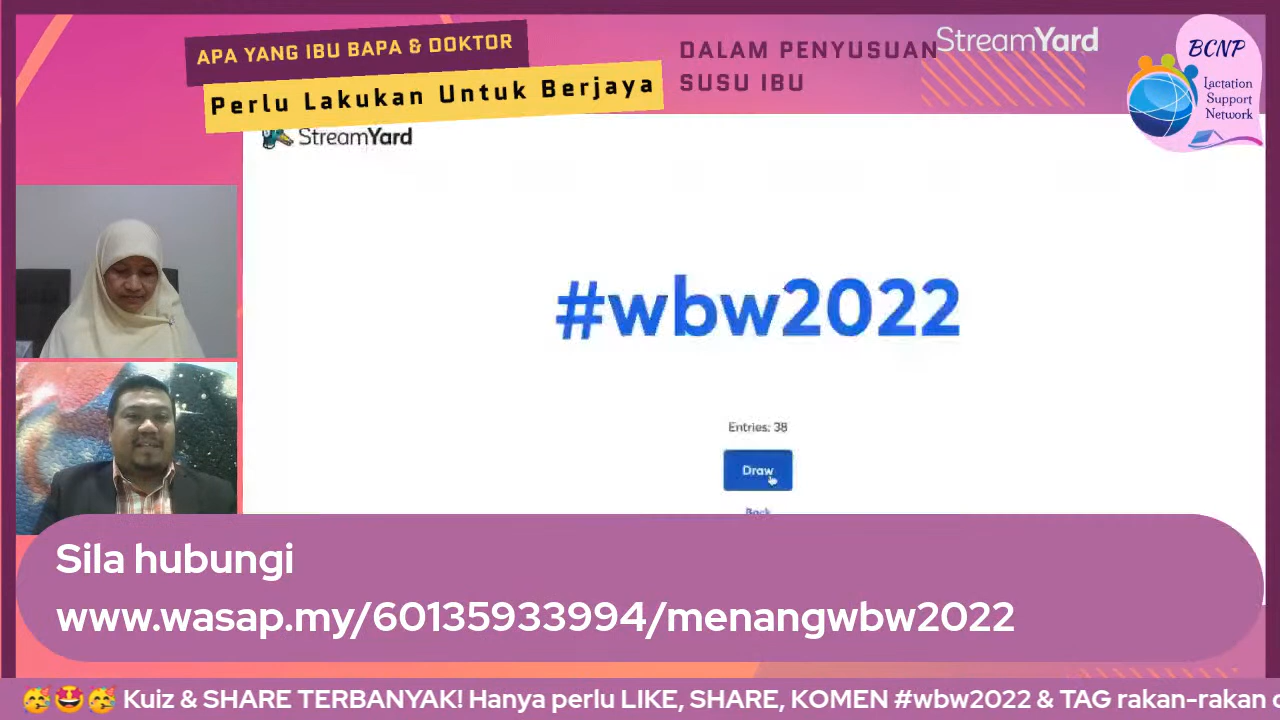 APA YANG IBU BAPA & DOKTOR
Perlu Lakukan Untuk Berjaya
DALAM PENYUSUAN
SUSU IBU
StreamYard
BCNP
Lactation
Support
Network
StreamYard
#wbw2022
Entries: 38
Draw
Back
Sila hubungi
www.wasap.my/60135933994/menangwbw2022
🥳🤩🥳 Kuiz & SHARE TERBANYAK! Hanya perlu LIKE, SHARE, KOMEN #wbw2022 & TAG rakan-rakan